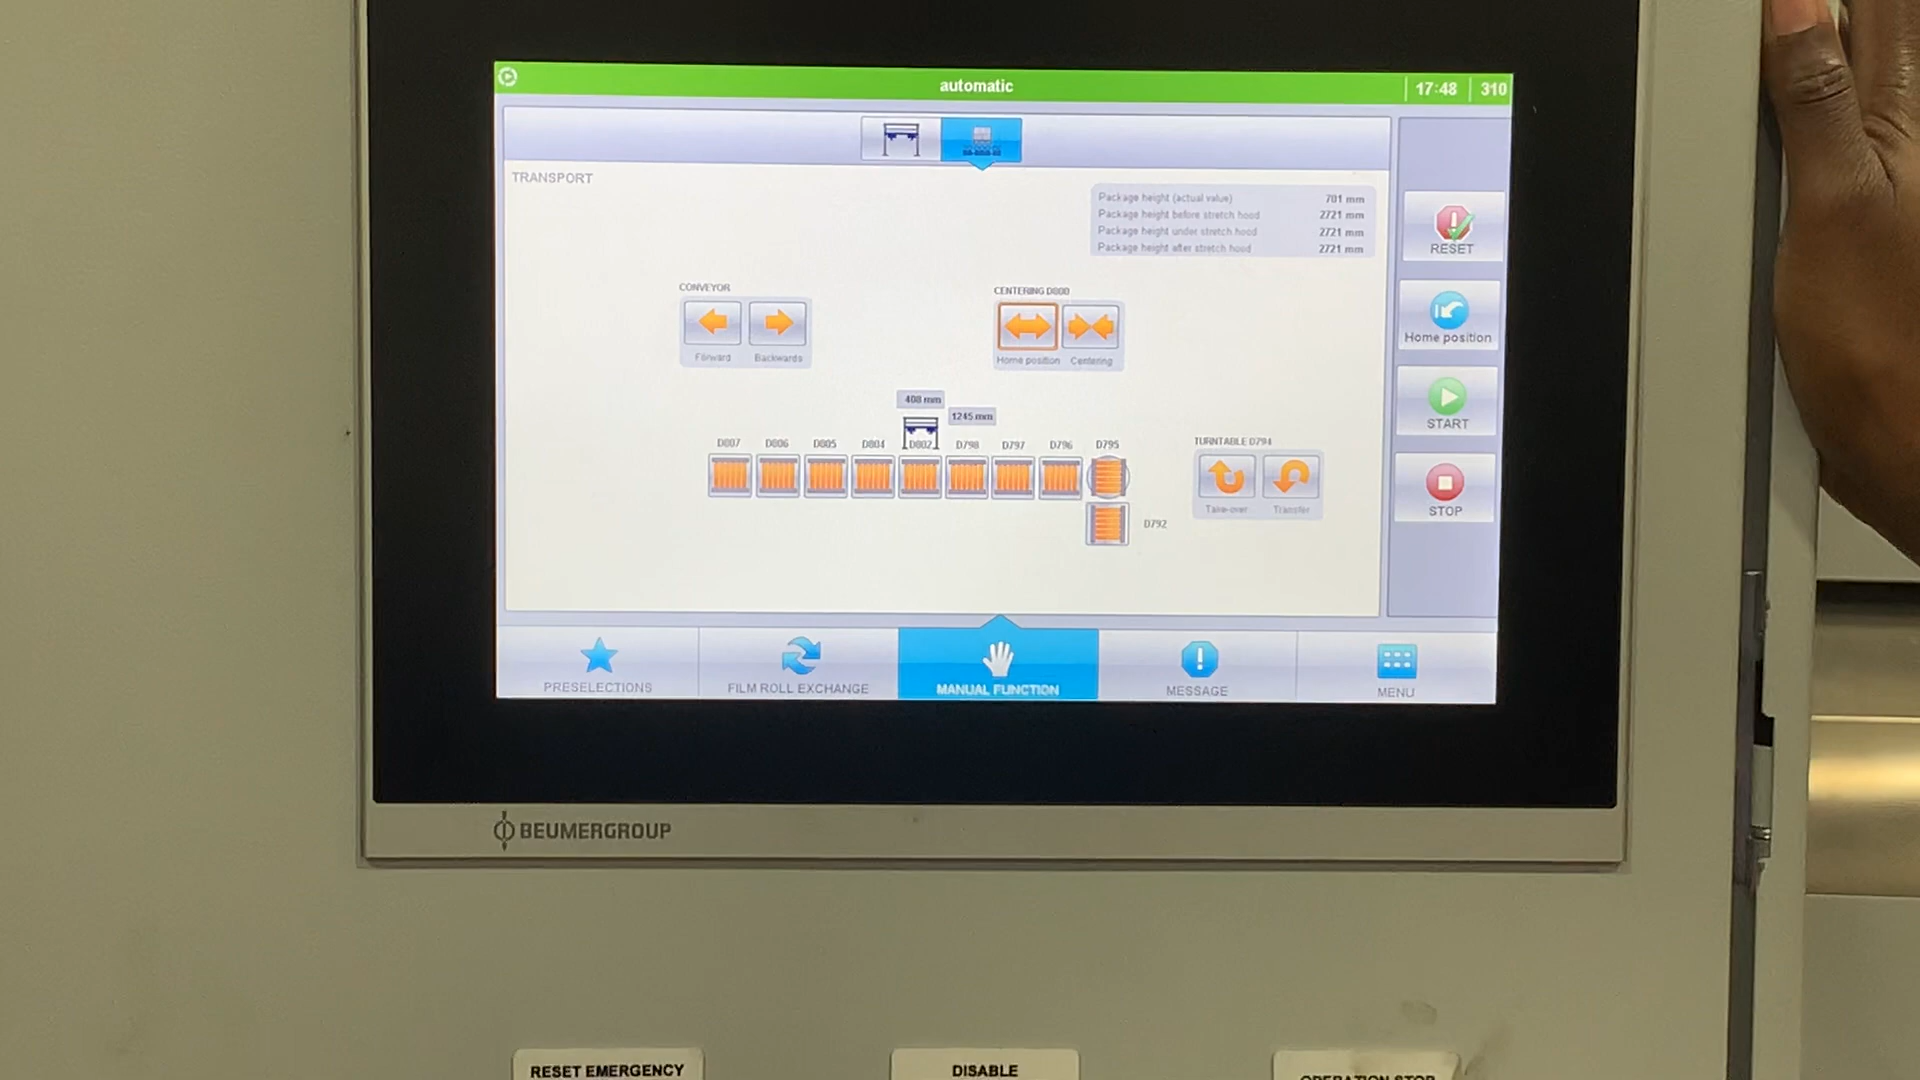 automatic
17:48
310
TRANSPORT
Package height (actual value) 701 mm
Package height before stretch hood 2721 mm
Package height under stretch hood 2721 mm
Package height after stretch hood 2721 mm
RESET
Home position
START
STOP
CONVEYOR
Forward
Backwards
CENTERING D800
Home position
Centering
408 mm
1245 mm
D807 D806 D805 D804 D802 D798 D797 D796 D795
D792
TURNTABLE D794
Take-over
Transfer
PRESELECTIONS
FILM ROLL EXCHANGE
MANUAL FUNCTION
MESSAGE
MENU
BEUMERGROUP
RESET EMERGENCY
DISABLE
OPERATION STOP